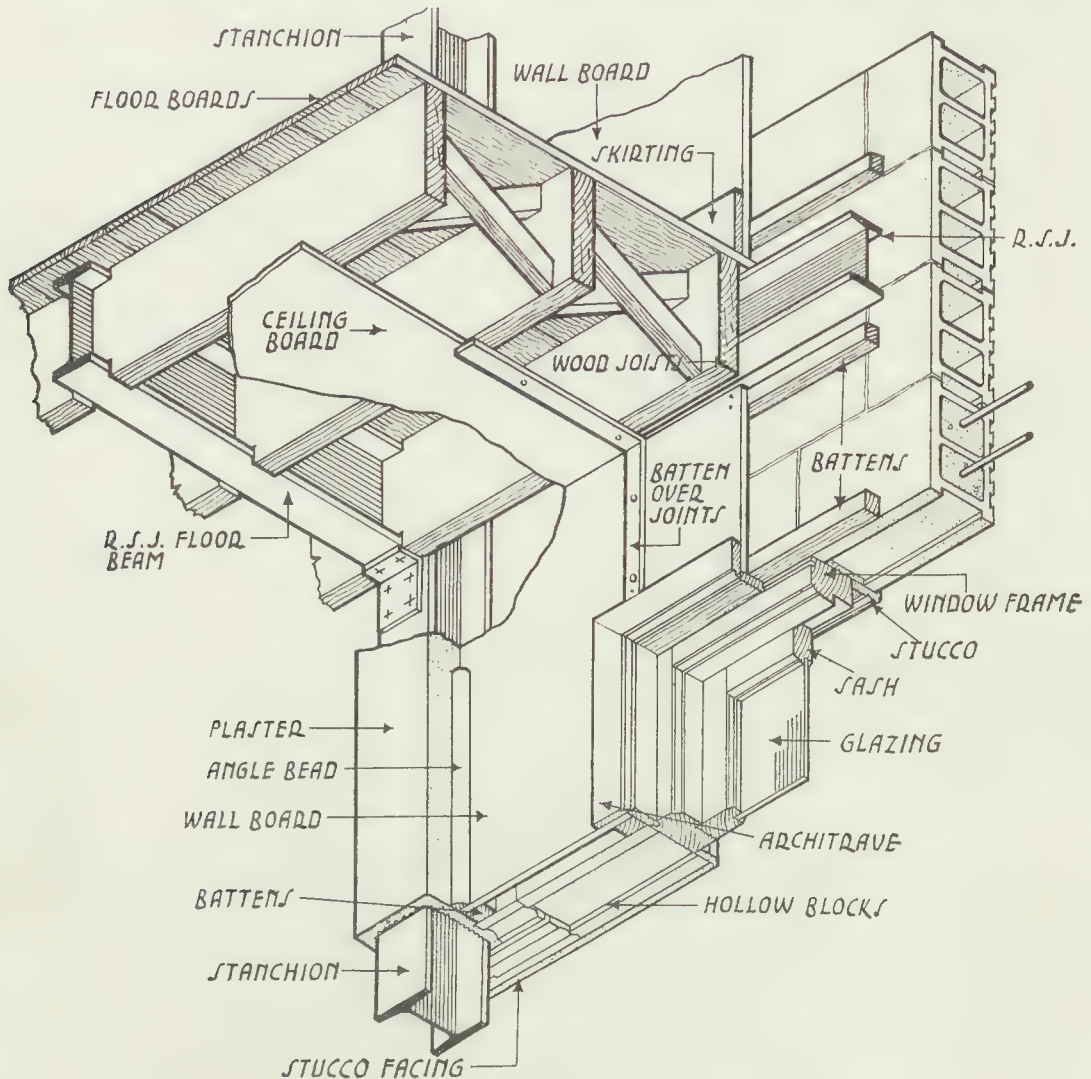 STANCHION
WALL BOARD
FLOOR BOARDS
SKIRTING
R.S.J.
CEILING
BOARD
WOOD JOISTS
BATTENS
BATTEN
OVER
JOINTS
R.S.J. FLOOR
BEAM
WINDOW FRAME
STUCCO
SASH
PLASTER
GLAZING
ANGLE BEAD
WALL BOARD
ARCHITRAVE
BATTENS
HOLLOW BLOCKS
STANCHION
STUCCO FACING